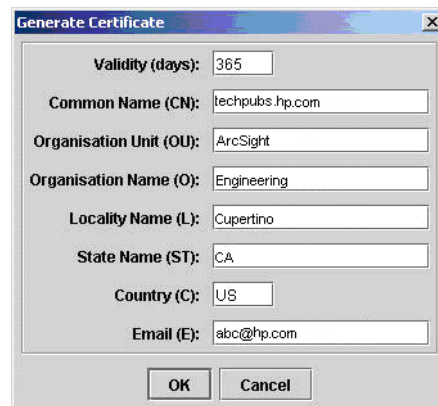 Generate Certificate
Validity (days): 365
Common Name (CN): techpubs.hp.com
Organisation Unit (OU): ArcSight
Organisation Name (O): Engineering
Locality Name (L): Cupertino
State Name (ST): CA
Country (C): US
Email (E): abc@hp.com
OK Cancel